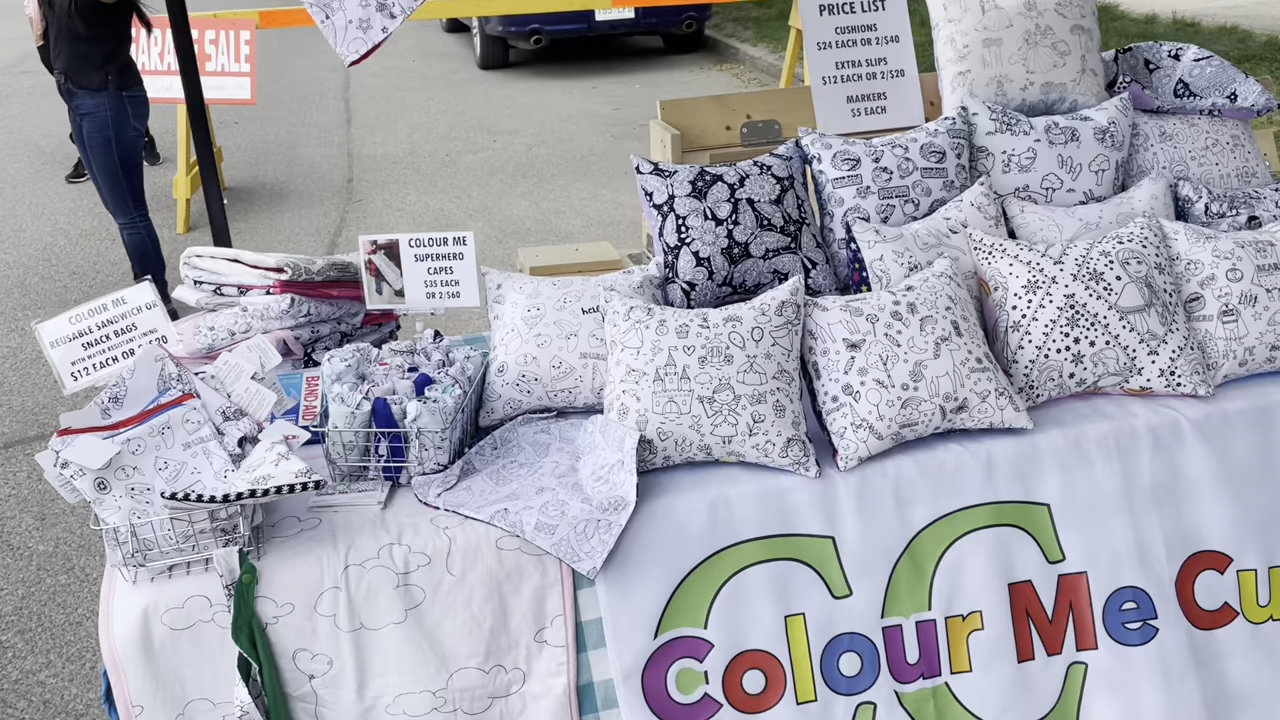 GARAGE SALE
PRICE LIST
CUSHIONS
$24 EACH OR 2/$40
EXTRA SLIPS
$12 EACH OR 2/$20
MARKERS
$5 EACH
COLOUR ME
SUPERHERO
CAPES
$35 EACH
OR 2/$60
COLOUR ME
REUSABLE SANDWICH OR
SNACK BAGS
WITH WATER RESISTANT LINING
$12 EACH OR 2/$20
BAND-AID
hello
Colour Me Cu